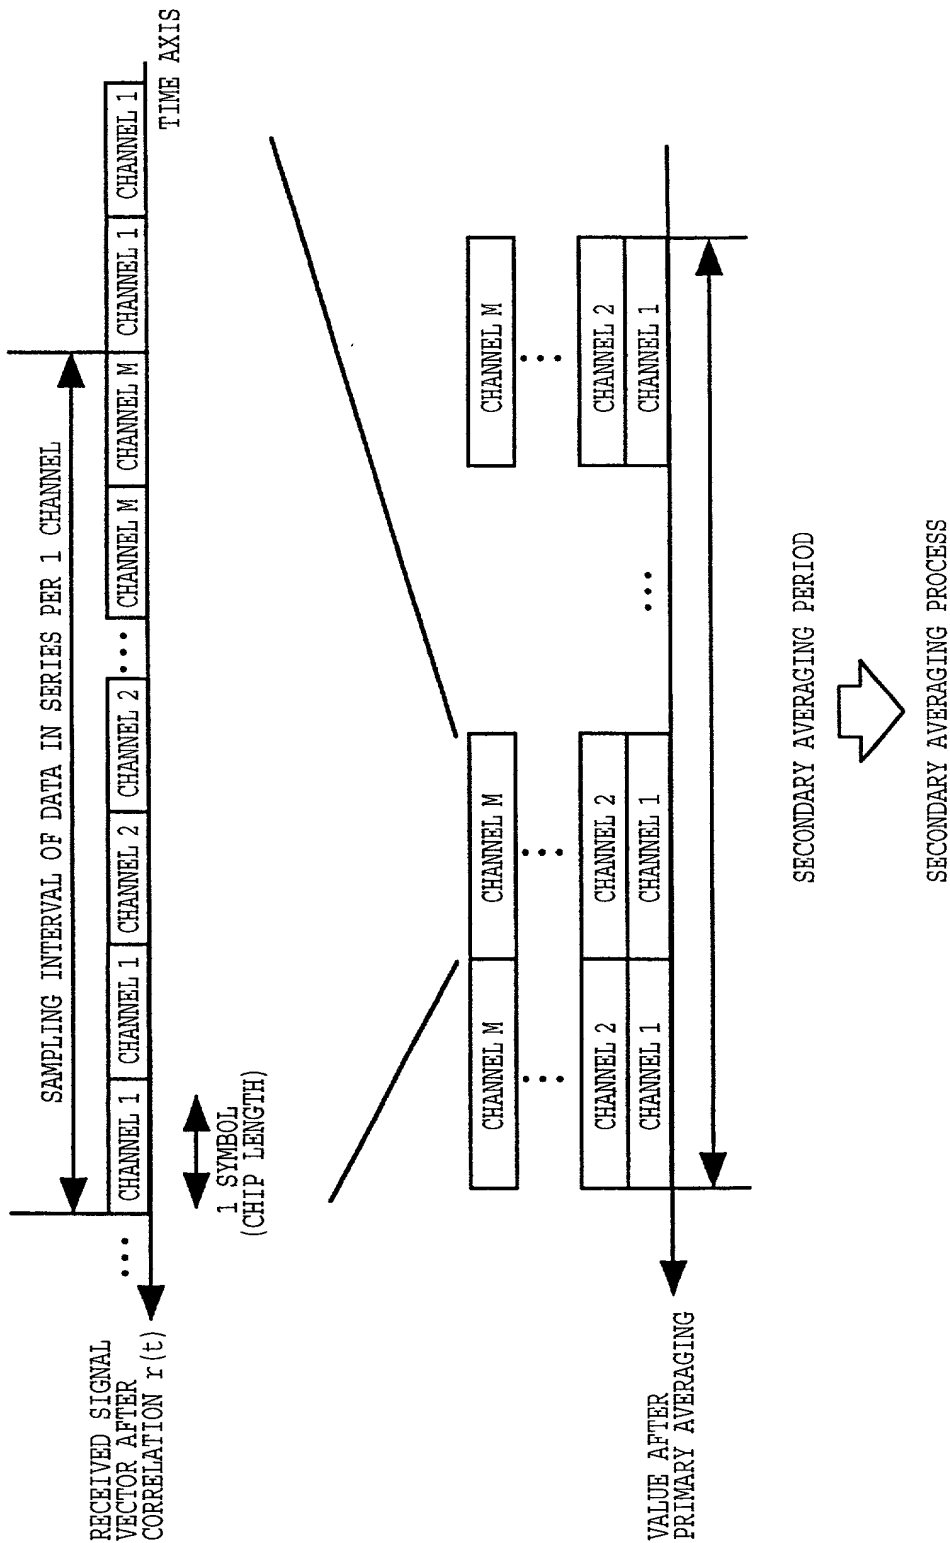 SAMPLING INTERVAL OF DATA IN SERIES PER 1 CHANNEL
RECEIVED SIGNAL
VECTOR AFTER
CORRELATION r(t)
...
CHANNEL 1
CHANNEL 1
CHANNEL 2
CHANNEL 2
...
CHANNEL M
CHANNEL M
CHANNEL 1
CHANNEL 1
TIME AXIS
1 SYMBOL
(CHIP LENGTH)
CHANNEL M
CHANNEL M
CHANNEL M
...
...
...
CHANNEL 2
CHANNEL 2
CHANNEL 2
CHANNEL 1
CHANNEL 1
...
CHANNEL 1
VALUE AFTER
PRIMARY AVERAGING
SECONDARY AVERAGING PERIOD
SECONDARY AVERAGING PROCESS